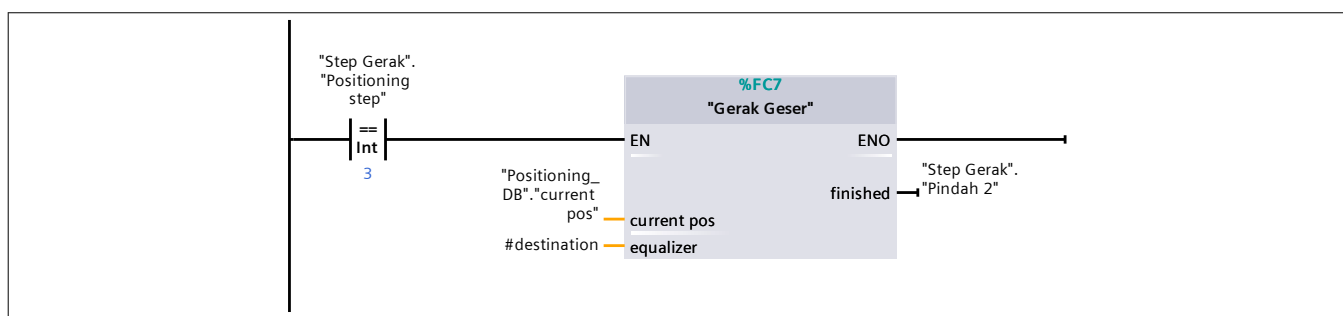 "Step Gerak".
"Positioning
step"
==
Int
3
%FC7
"Gerak Geser"
EN
ENO
"Positioning_
DB"."current
pos"
current pos
#destination
equalizer
finished
"Step Gerak".
"Pindah 2"